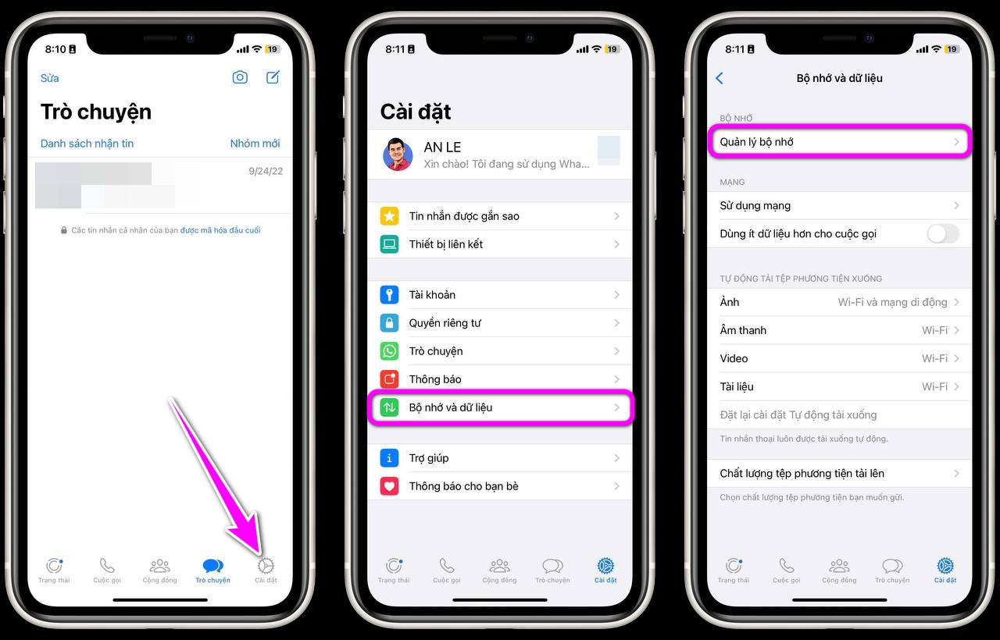 8:10
19
Sửa
Trò chuyện
Danh sách nhận tin
Nhóm mới
9/24/22
Các tin nhắn cá nhân của bạn được mã hóa đầu cuối
Trạng thái
Cuộc gọi
Cộng đồng
Trò chuyện
Cài đặt
8:11
19
Cài đặt
AN LE
Xin chào! Tôi đang sử dụng Wha...
Tin nhắn được gắn sao
Thiết bị liên kết
Tài khoản
Quyền riêng tư
Trò chuyện
Thông báo
Bộ nhớ và dữ liệu
Trợ giúp
Thông báo cho bạn bè
Trạng thái
Cuộc gọi
Cộng đồng
Trò chuyện
Cài đặt
8:11
19
Bộ nhớ và dữ liệu
BỘ NHỚ
Quản lý bộ nhớ
MẠNG
Sử dụng mạng
Dùng ít dữ liệu hơn cho cuộc gọi
TỰ ĐỘNG TẢI TỆP PHƯƠNG TIỆN XUỐNG
Ảnh Wi-Fi và mạng di động
Âm thanh Wi-Fi
Video Wi-Fi
Tài liệu Wi-Fi
Đặt lại cài đặt Tự động tải xuống
Tin nhắn thoại luôn được tải xuống tự động.
Chất lượng tệp phương tiện tải lên
Chọn chất lượng tệp phương tiện bạn muốn gửi.
Trạng thái
Cuộc gọi
Cộng đồng
Trò chuyện
Cài đặt